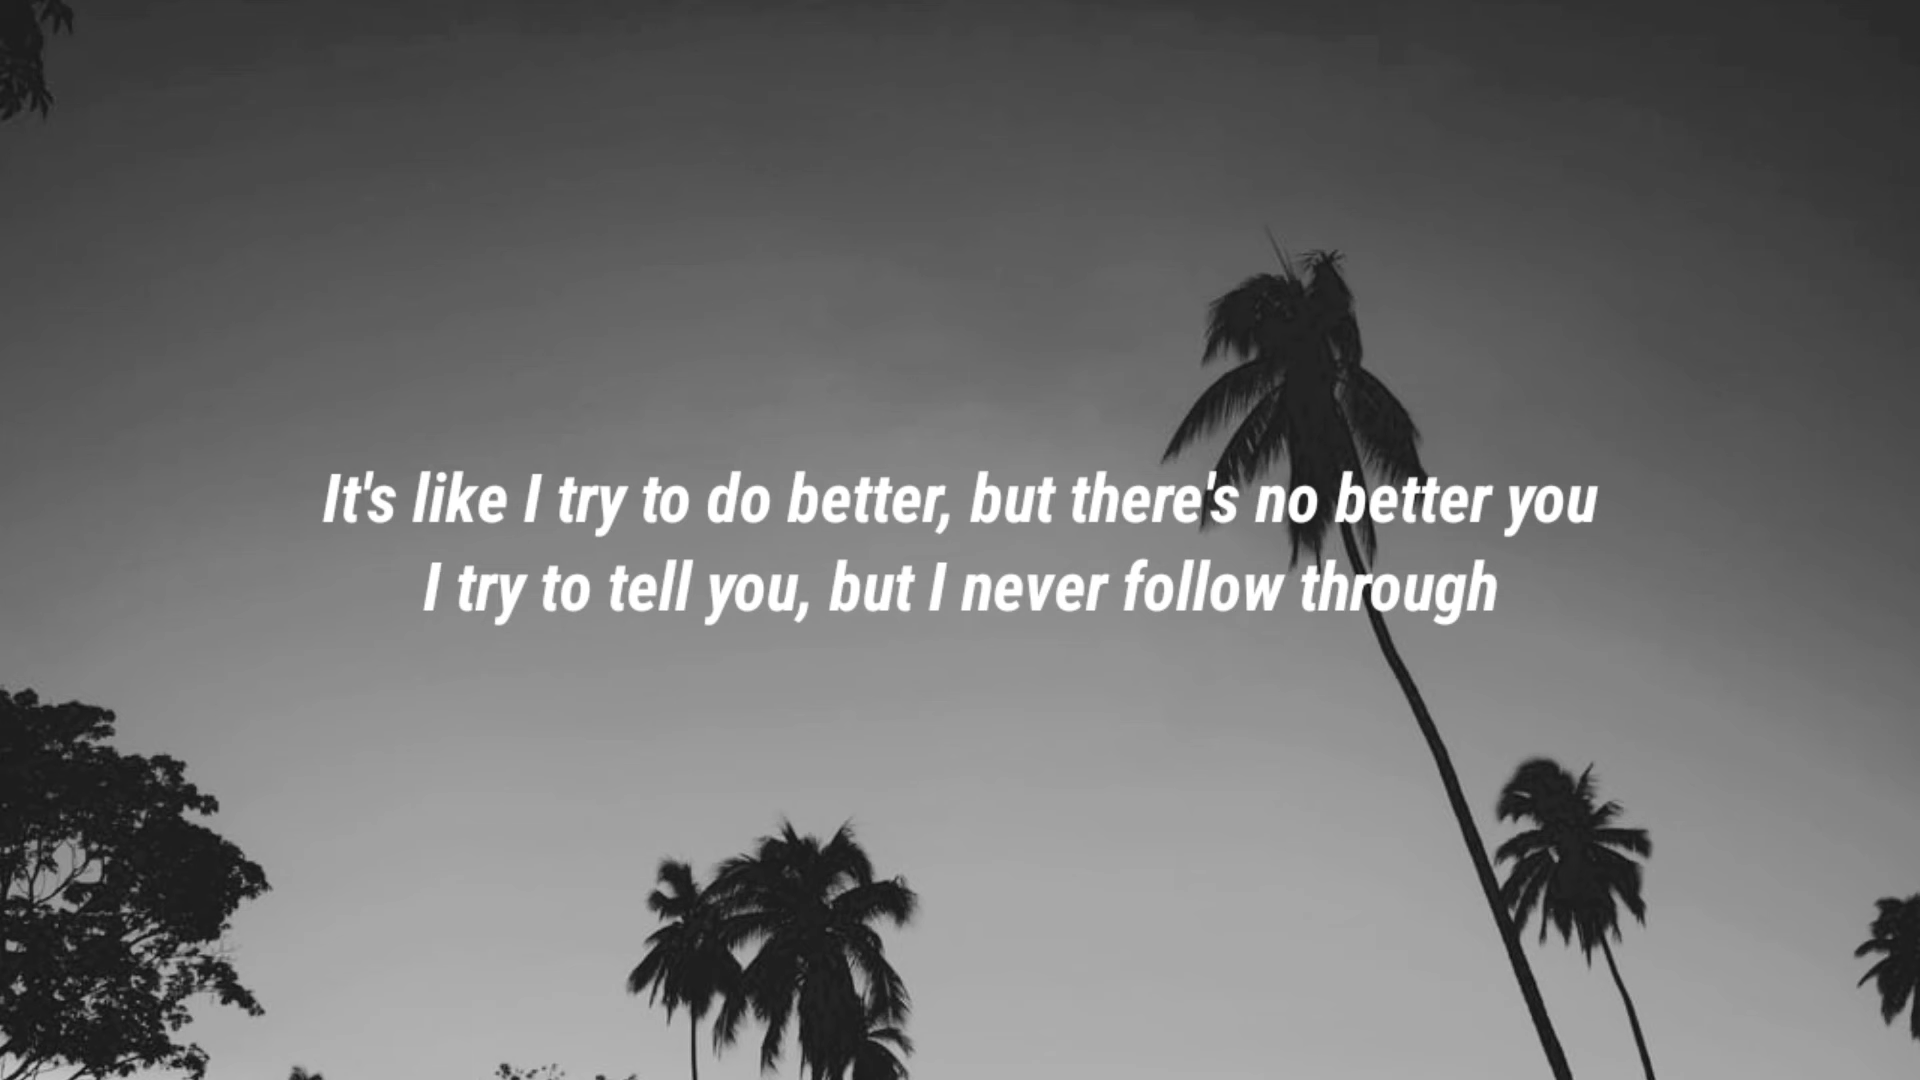 It's like I try to do better, but there's no better you
I try to tell you, but I never follow through